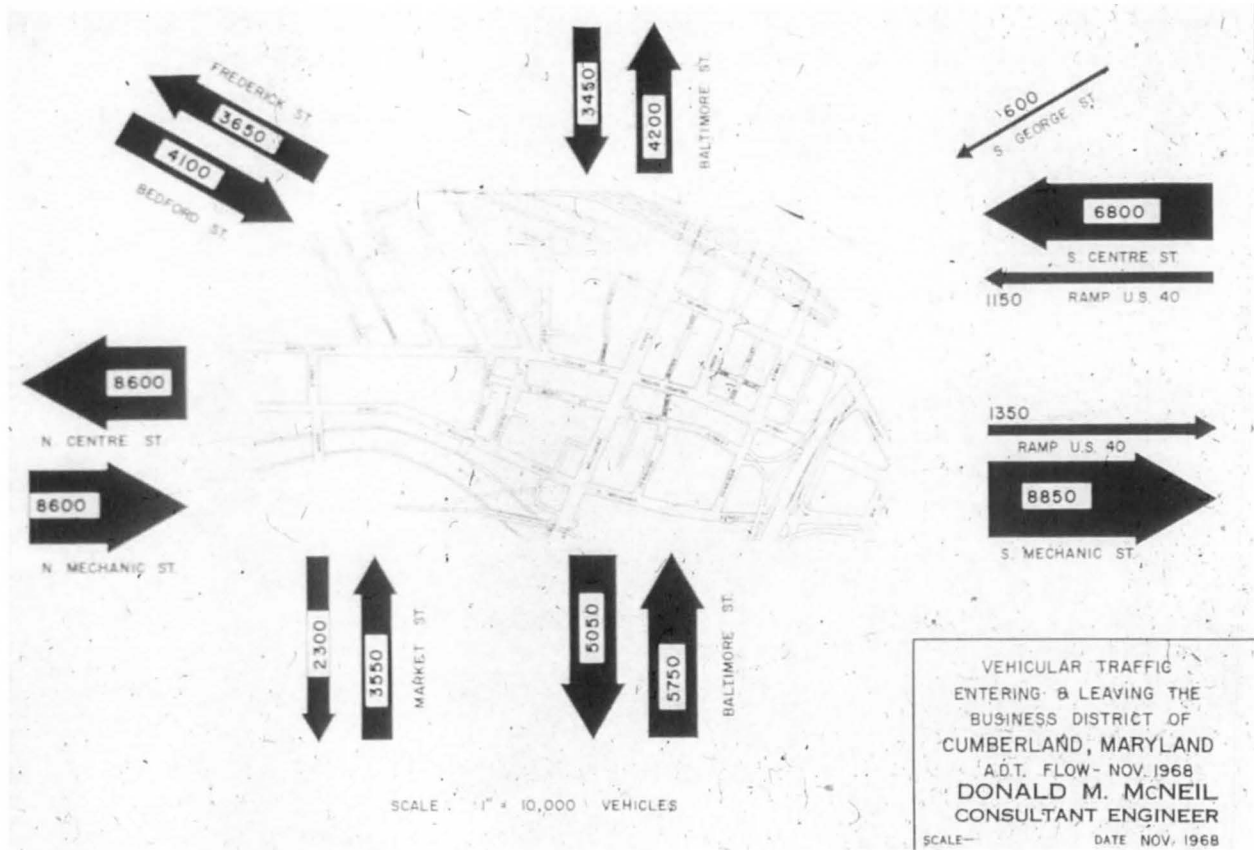 FREDERICK ST.
3650
4100
BEDFORD ST.
3450
4200
BALTIMORE ST.
1600
S. GEORGE ST.
6800
S. CENTRE ST.
1150
RAMP U.S. 40
8600
N. CENTRE ST.
8600
N. MECHANIC ST.
1350
RAMP U.S. 40
8850
S. MECHANIC ST.
2300
3550
MARKET ST.
5050
5750
BALTIMORE ST.
SCALE 1" = 10,000 VEHICLES
VEHICULAR TRAFFIC
ENTERING & LEAVING THE
BUSINESS DISTRICT OF
CUMBERLAND, MARYLAND
A.D.T. FLOW - NOV. 1968
DONALD M. McNEIL
CONSULTANT ENGINEER
SCALE— DATE NOV. 1968